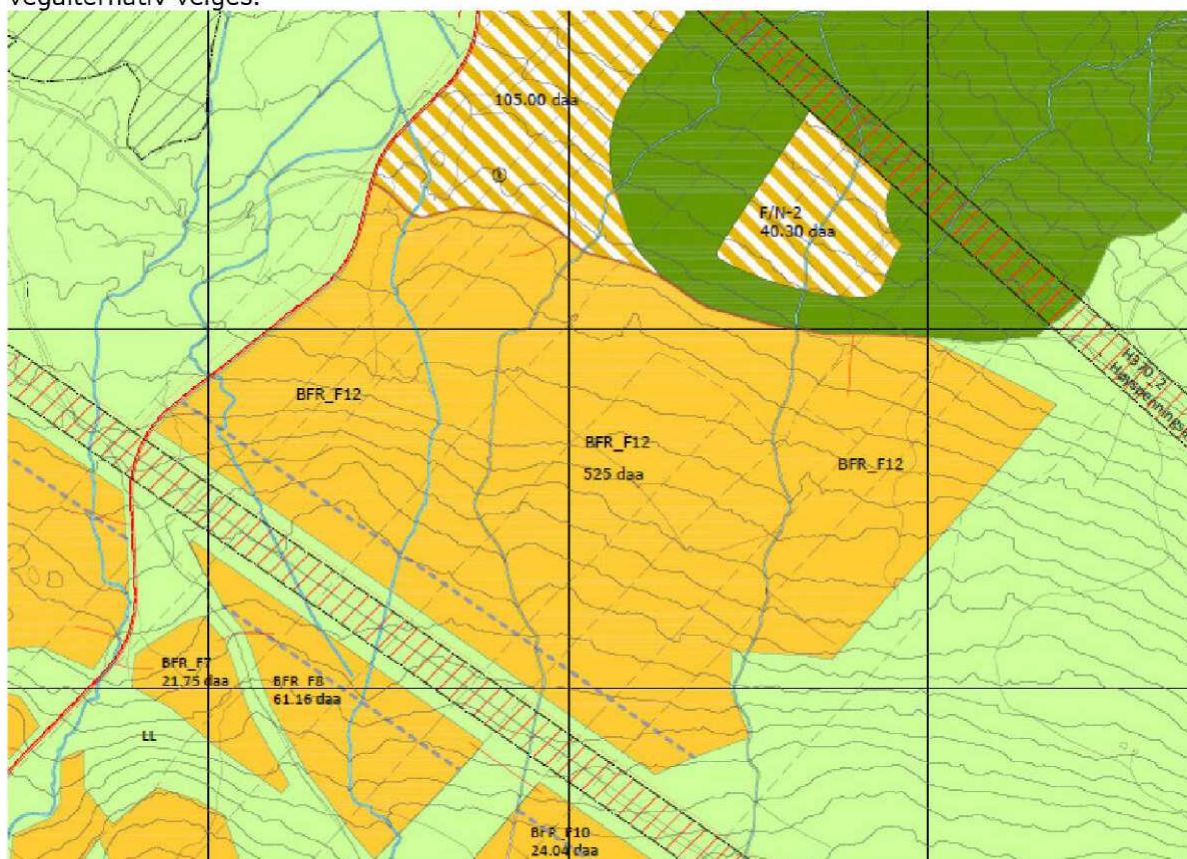 vegalternativ velges.
105.00 daa
F/N-2
40.30 daa
H370_2
BFR_F12
BFR_F12
525 daa
BFR_F12
BFR_F7
21.75 daa
BFR_F8
61.16 daa
LL
BFR_F10
24.04 daa